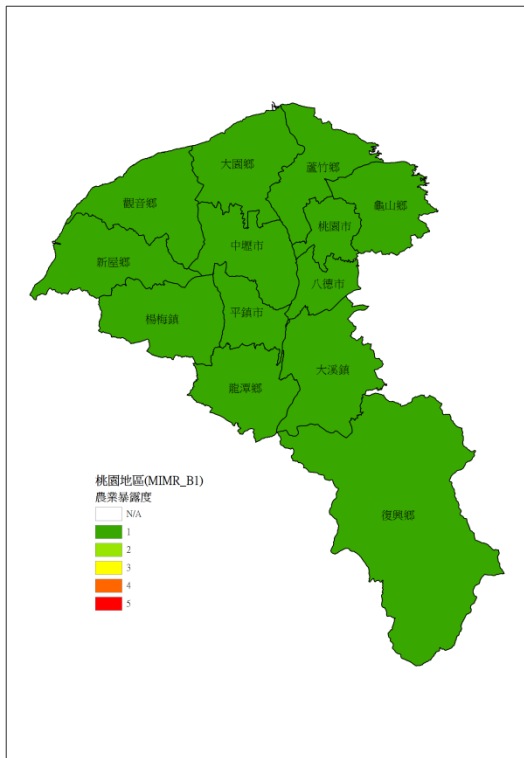 大園鄉
蘆竹鄉
觀音鄉
龜山鄉
桃園市
中壢市
新屋鄉
八德市
楊梅鎮
平鎮市
大溪鎮
龍潭鄉
復興鄉
桃園地區(MIMR_B1)
農業暴露度
N/A
1
2
3
4
5